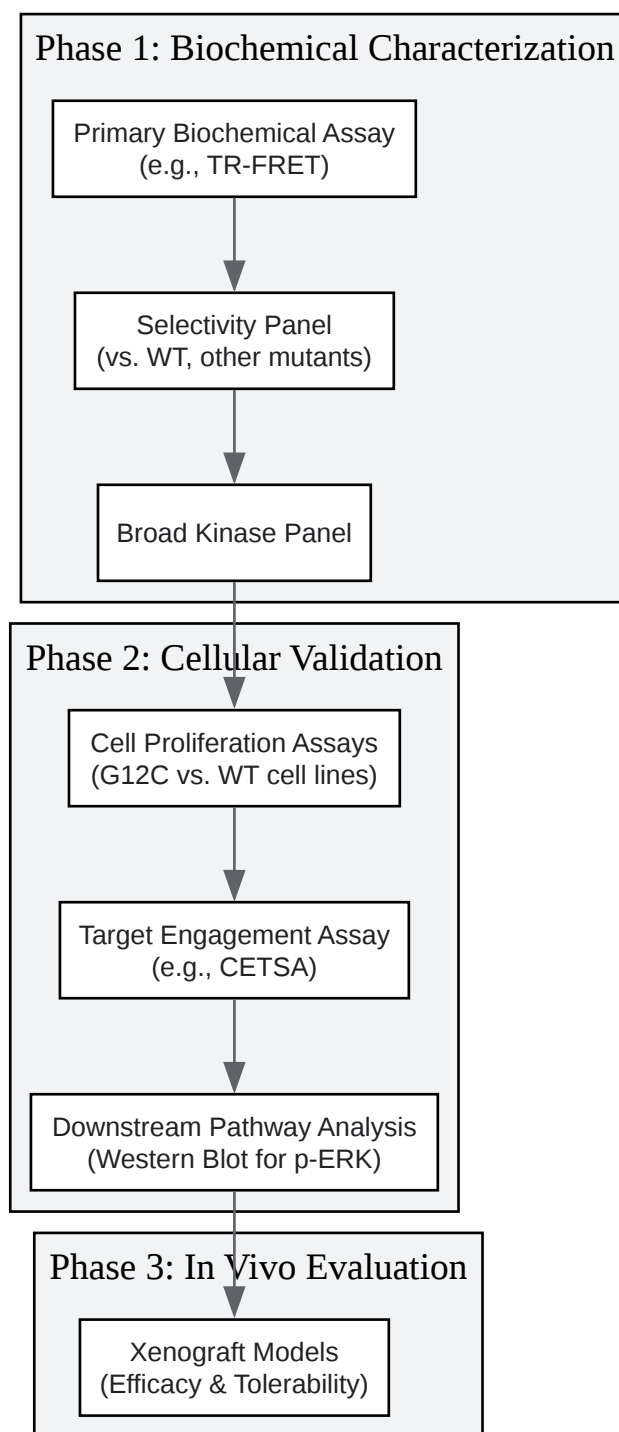 Phase 1: Biochemical Characterization
Primary Biochemical Assay
(e.g., TR-FRET)
Selectivity Panel
(vs. WT, other mutants)
Broad Kinase Panel
Phase 2: Cellular Validation
Cell Proliferation Assays
(G12C vs. WT cell lines)
Target Engagement Assay
(e.g., CETSA)
Downstream Pathway Analysis
(Western Blot for p-ERK)
Phase 3: In Vivo Evaluation
Xenograft Models
(Efficacy & Tolerability)